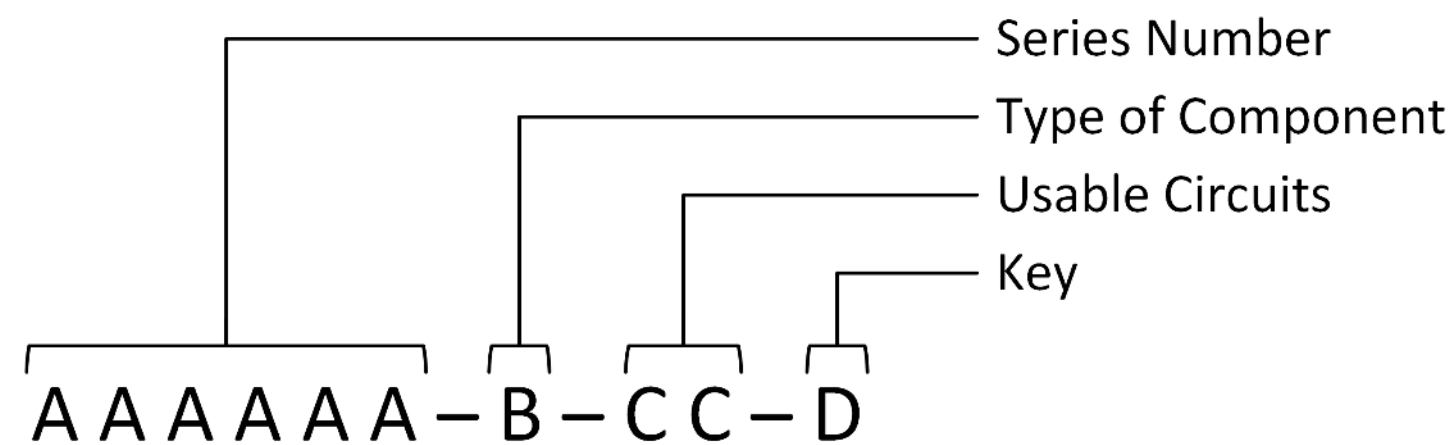 Series Number
Type of Component
Usable Circuits
Key
A A A A A A – B – C C – D